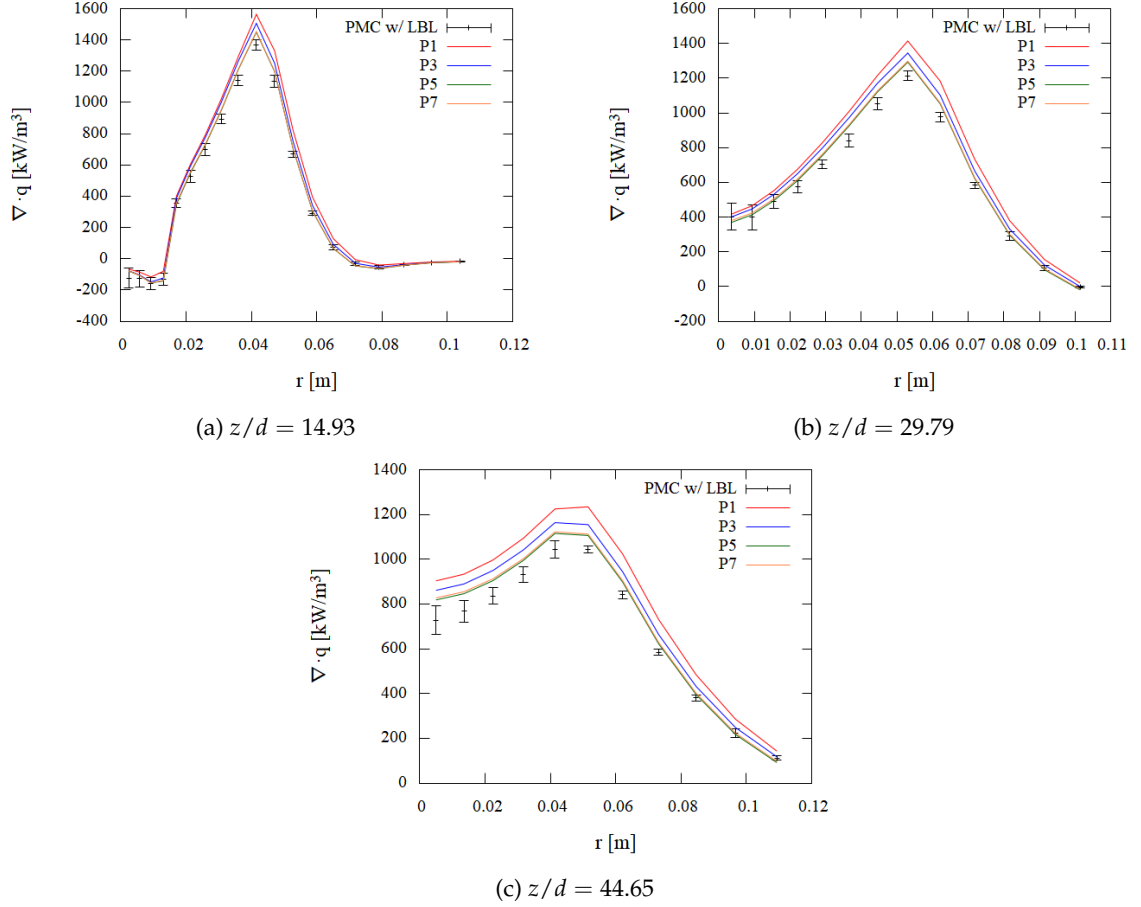 1600
1400
1200
1000
800
600
400
200
0
-200
-400
∇·q [kW/m³]
PMC w/ LBL
P1
P3
P5
P7
0 0.02 0.04 0.06 0.08 0.1 0.12
r [m]
(a) z/d = 14.93
1600
1400
1200
1000
800
600
400
200
0
-200
∇·q [kW/m³]
PMC w/ LBL
P1
P3
P5
P7
0 0.01 0.02 0.03 0.04 0.05 0.06 0.07 0.08 0.09 0.1 0.11
r [m]
(b) z/d = 29.79
1400
1200
1000
800
600
400
200
0
∇·q [kW/m³]
PMC w/ LBL
P1
P3
P5
P7
0 0.02 0.04 0.06 0.08 0.1 0.12
r [m]
(c) z/d = 44.65